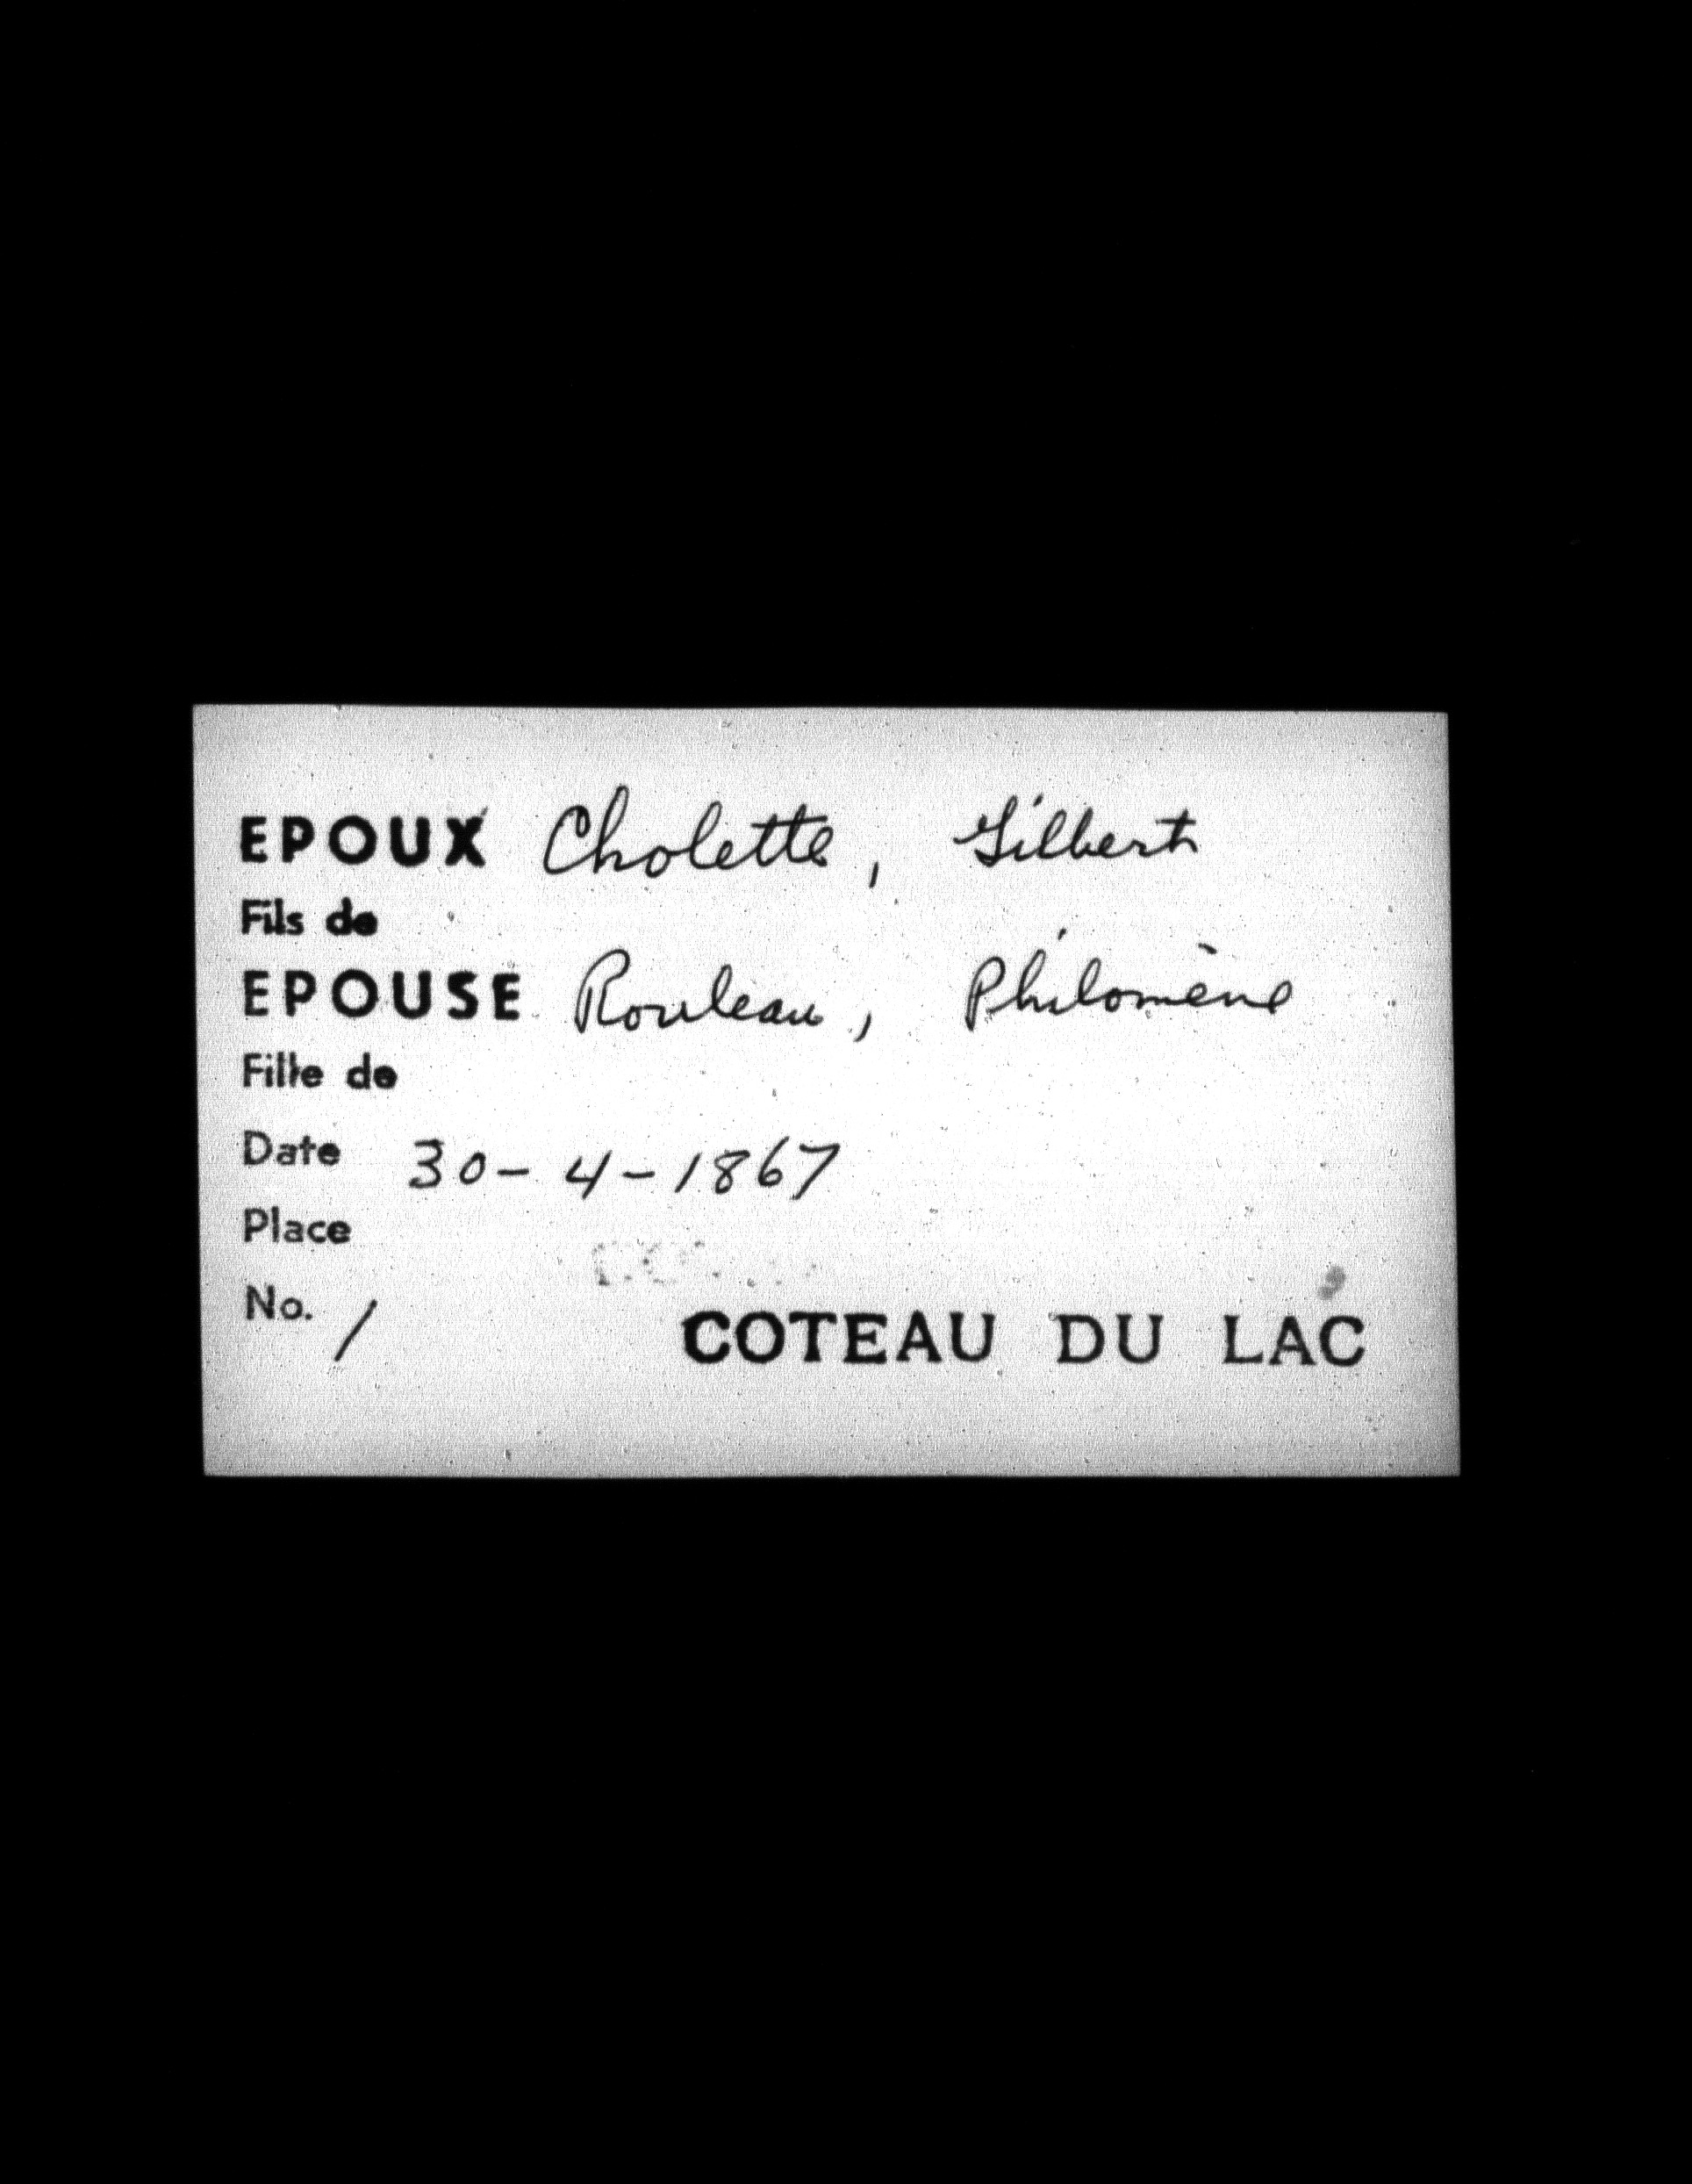 EPOUX Cholette, Gilbert
Fils de
EPOUSE Rouleau, Philomène
Fille de
Date 30-4-1867
Place
No. 1
COTEAU DU LAC